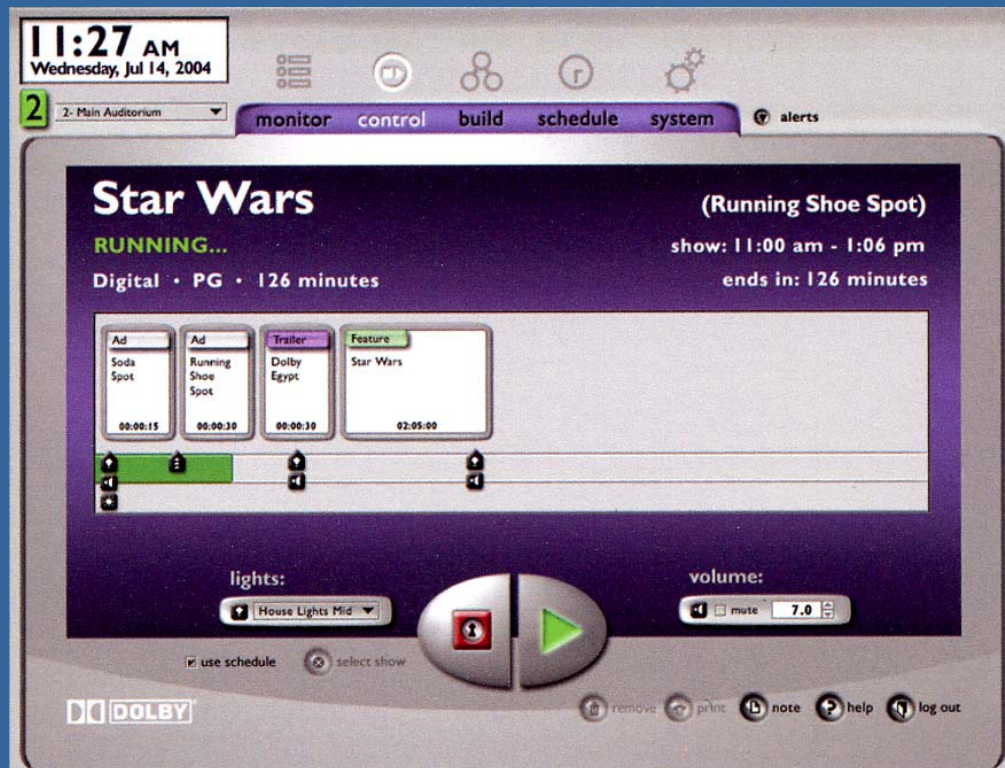 11:27 AM
Wednesday, Jul 14, 2004
2
2- Main Auditorium
monitor control build schedule system alerts
Star Wars
(Running Shoe Spot)
RUNNING...
show: 11:00 am - 1:06 pm
Digital • PG • 126 minutes
ends in: 126 minutes
Ad
Soda
Spot
00:00:15
Ad
Running
Shoe
Spot
00:00:30
Trailer
Dolby
Egypt
00:00:30
Feature
Star Wars
02:05:00
lights:
House Lights Mid
volume:
mute 7.0
use schedule
select show
DOLBY
remove print note help log out